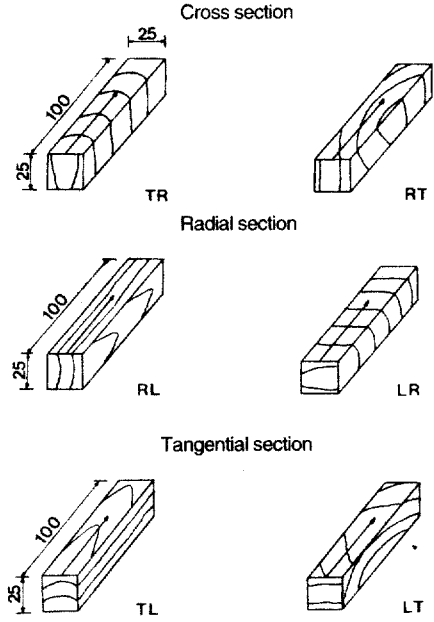 Cross section
25
100
25
TR
RT
Radial section
100
25
RL
LR
Tangential section
100
25
TL
LT